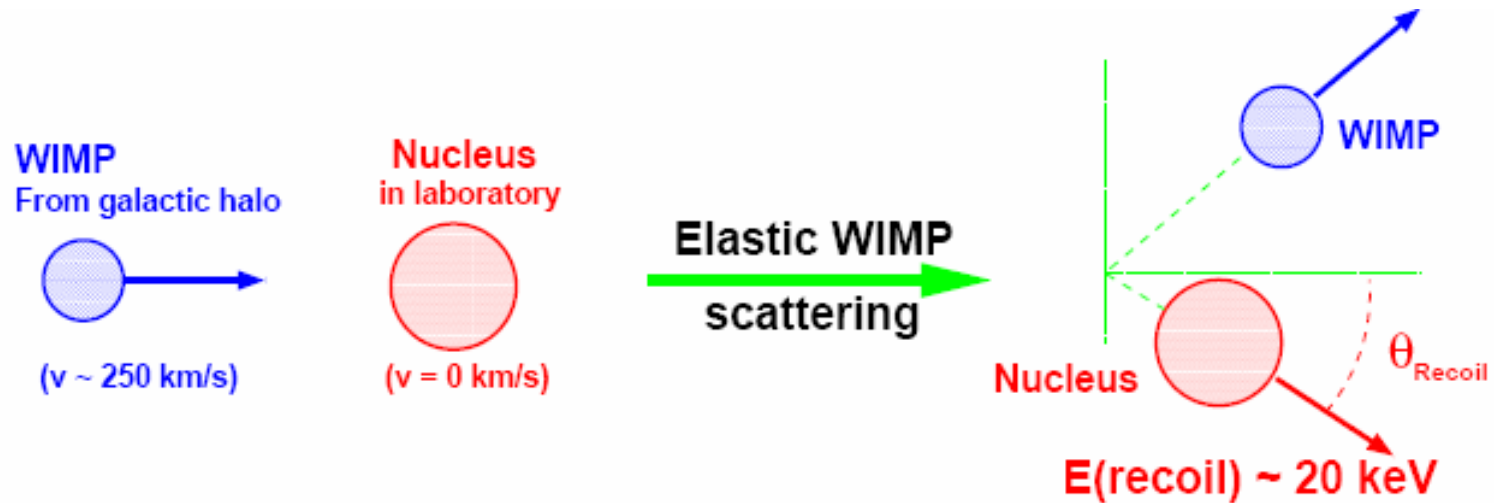 WIMP
From galactic halo
(v ~ 250 km/s)
Nucleus
in laboratory
(v = 0 km/s)
Elastic WIMP
scattering
WIMP
Nucleus
θRecoil
E(recoil) ~ 20 keV